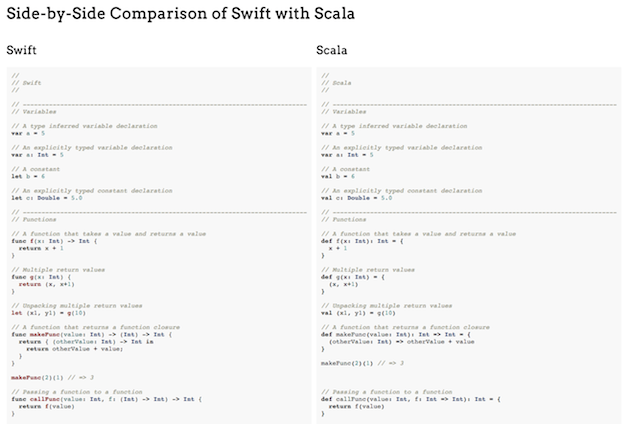 Side-by-Side Comparison of Swift with Scala
Swift
//
// Swift
//
// ----------------------------------------------------------
// Variables
// A type inferred variable declaration
var a = 5
// An explicitly typed variable declaration
var a: Int = 5
// A constant
let b = 6
// An explicitly typed constant declaration
let c: Double = 5.0
// ----------------------------------------------------------
// Functions
// A function that takes a value and returns a value
func f(x: Int) -> Int {
return x + 1
}
// Multiple return values
func g(x: Int) {
return (x, x+1)
}
// Unpacking multiple return values
let (x1, y1) = g(10)
// A function that returns a function closure
func makeFunc(value: Int) -> (Int) -> Int {
return { (otherValue: Int) -> Int in
return otherValue + value;
}
}
makeFunc(2)(1) // => 3
// Passing a function to a function
func callFunc(value: Int, f: (Int) -> Int) -> Int {
return f(value)
}
Scala
//
// Scala
//
// ----------------------------------------------------------
// Variables
// A type inferred variable declaration
var a = 5
// An explicitly typed variable declaration
var a: Int = 5
// A constant
val b = 6
// An explicitly typed constant declaration
val c: Double = 5.0
// ----------------------------------------------------------
// Functions
// A function that takes a value and returns a value
def f(x: Int): Int = {
x + 1
}
// Multiple return values
def g(x: Int) = {
(x, x+1)
}
// Unpacking multiple return values
val (x1, y1) = g(10)
// A function that returns a function closure
def makeFunc(value: Int): Int => Int = {
(otherValue: Int) => otherValue + value
}
makeFunc(2)(1) // => 3
// Passing a function to a function
def callFunc(value: Int, f: Int => Int): Int = {
return f(value)
}